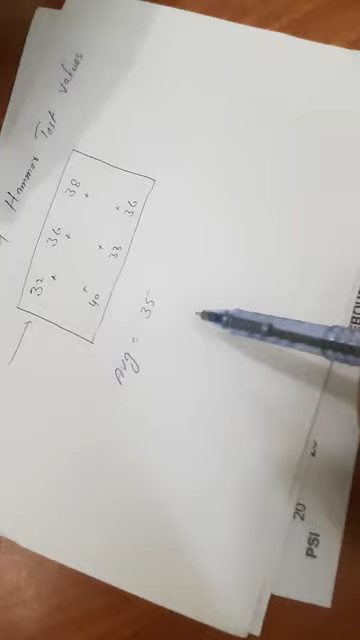 Hammer Test values
32 36 38
40 33 36
Avg = 35
PSI 20